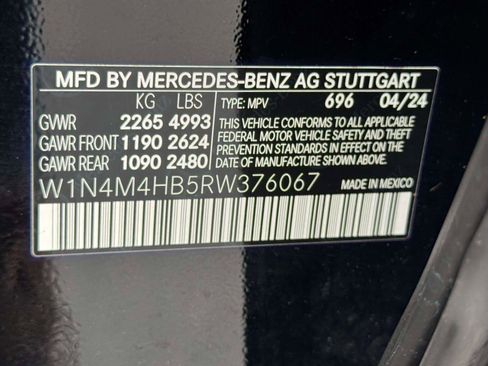 MFD BY MERCEDES-BENZ AG STUTTGART
KG LBS TYPE: MPV 696 04/24
GVWR 2265 4993 THIS VEHICLE CONFORMS TO ALL APPLICABLE
GAWR FRONT 1190 2624 FEDERAL MOTOR VEHICLE SAFETY AND THEFT
GAWR REAR 1090 2480 PREVENTION STANDARDS IN EFFECT ON THE DATE OF MANUFACTURE SHOWN ABOVE.
W1N4M4HB5RW376067 MADE IN MEXICO